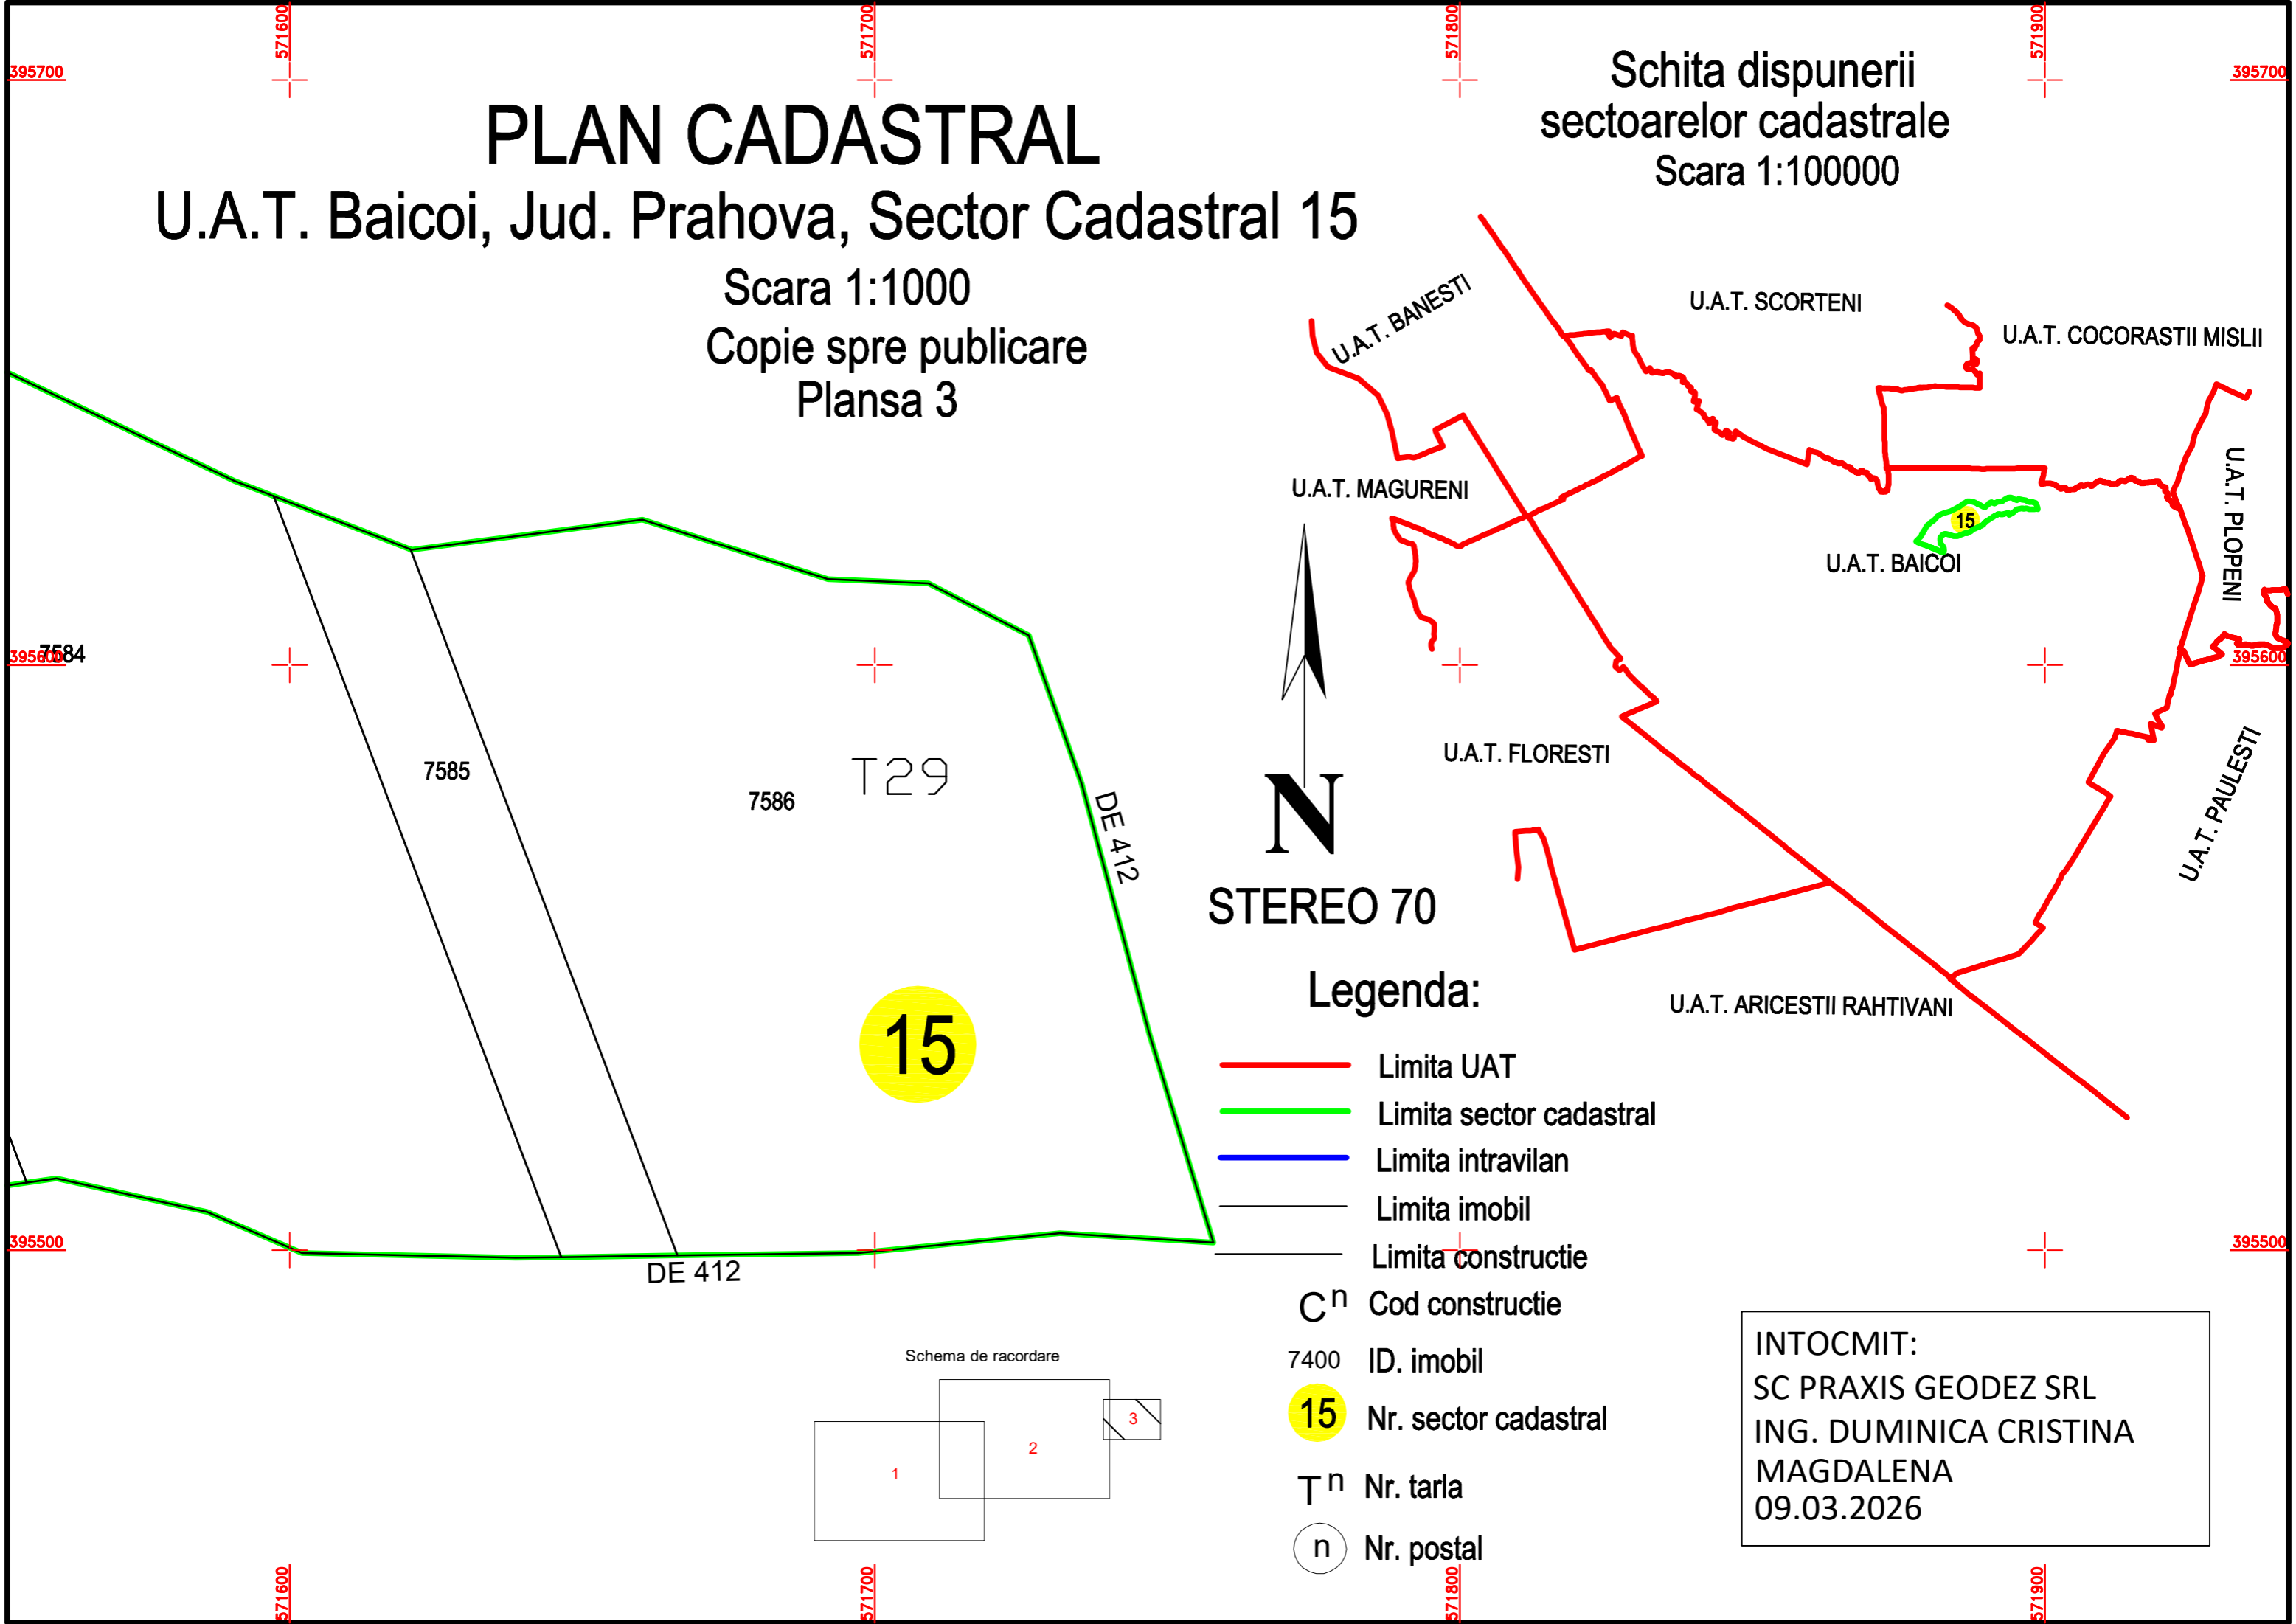 571600
571700
571800
571900
395700
395700
PLAN CADASTRAL
U.A.T. Baicoi, Jud. Prahova, Sector Cadastral 15
Scara 1:1000
Copie spre publicare
Plansa 3
Schita dispunerii
sectoarelor cadastrale
Scara 1:100000
U.A.T. BANESTI
U.A.T. SCORTENI
U.A.T. COCORASTII MISLII
U.A.T. MAGURENI
U.A.T. PLOPENI
15
U.A.T. BAICOI
395600
7584
395600
7585
7586
T29
DE 412
U.A.T. FLORESTI
U.A.T. PAULESTI
N
STEREO 70
15
U.A.T. ARICESTII RAHTIVANI
Legenda:
Limita UAT
Limita sector cadastral
Limita intravilan
Limita imobil
Limita constructie
Cn Cod constructie
7400 ID. imobil
15 Nr. sector cadastral
Tn Nr. tarla
n Nr. postal
395500
395500
DE 412
Schema de racordare
1
2
3
INTOCMIT:
SC PRAXIS GEODEZ SRL
ING. DUMINICA CRISTINA
MAGDALENA
09.03.2026
571600
571700
571800
571900